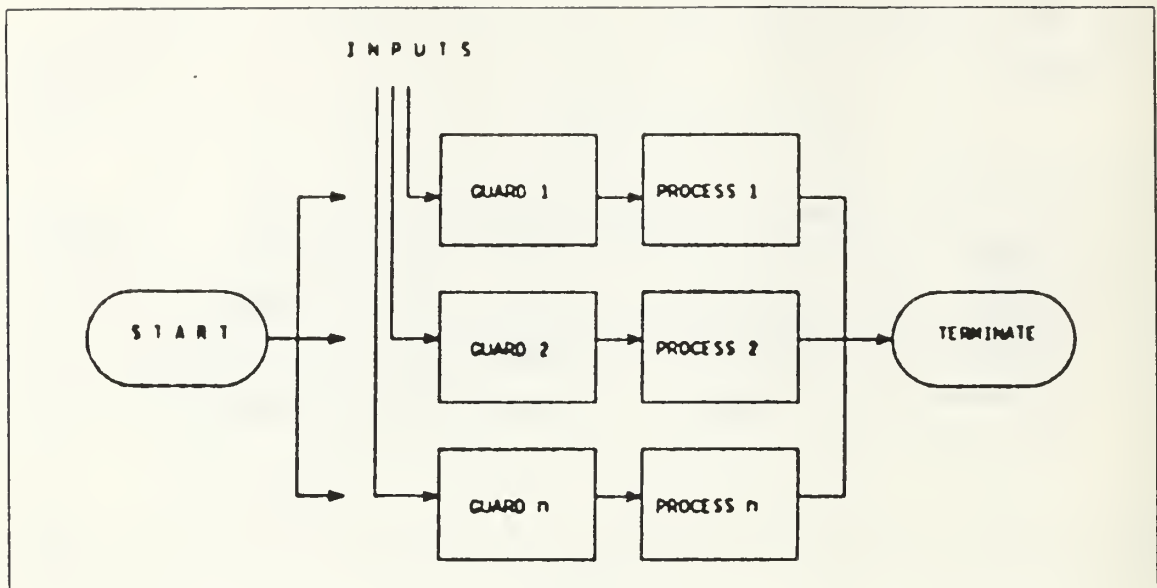 INPUTS
GUARD 1
PROCESS 1
START
GUARD 2
PROCESS 2
TERMINATE
GUARD n
PROCESS n